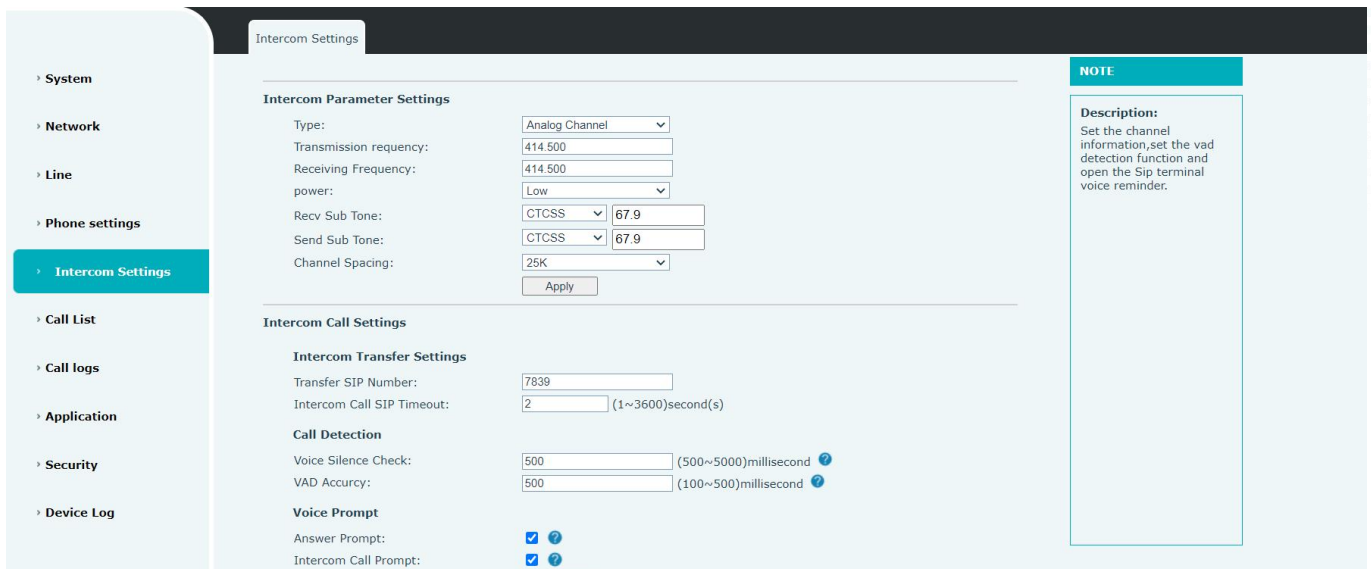 Intercom Settings
System
Network
Line
Phone settings
Intercom Settings
Call List
Call logs
Application
Security
Device Log
Intercom Parameter Settings
Type: Analog Channel
Transmission requency: 414.500
Receiving Frequency: 414.500
power: Low
Recv Sub Tone: CTCSS 67.9
Send Sub Tone: CTCSS 67.9
Channel Spacing: 25K
Apply
Intercom Call Settings
Intercom Transfer Settings
Transfer SIP Number: 7839
Intercom Call SIP Timeout: 2 (1~3600)second(s)
Call Detection
Voice Silence Check: 500 (500~5000)millisecond ?
VAD Accurcy: 500 (100~500)millisecond ?
Voice Prompt
Answer Prompt: ?
Intercom Call Prompt: ?
NOTE
Description:
Set the channel
information,set the vad
detection function and
open the Sip terminal
voice reminder.